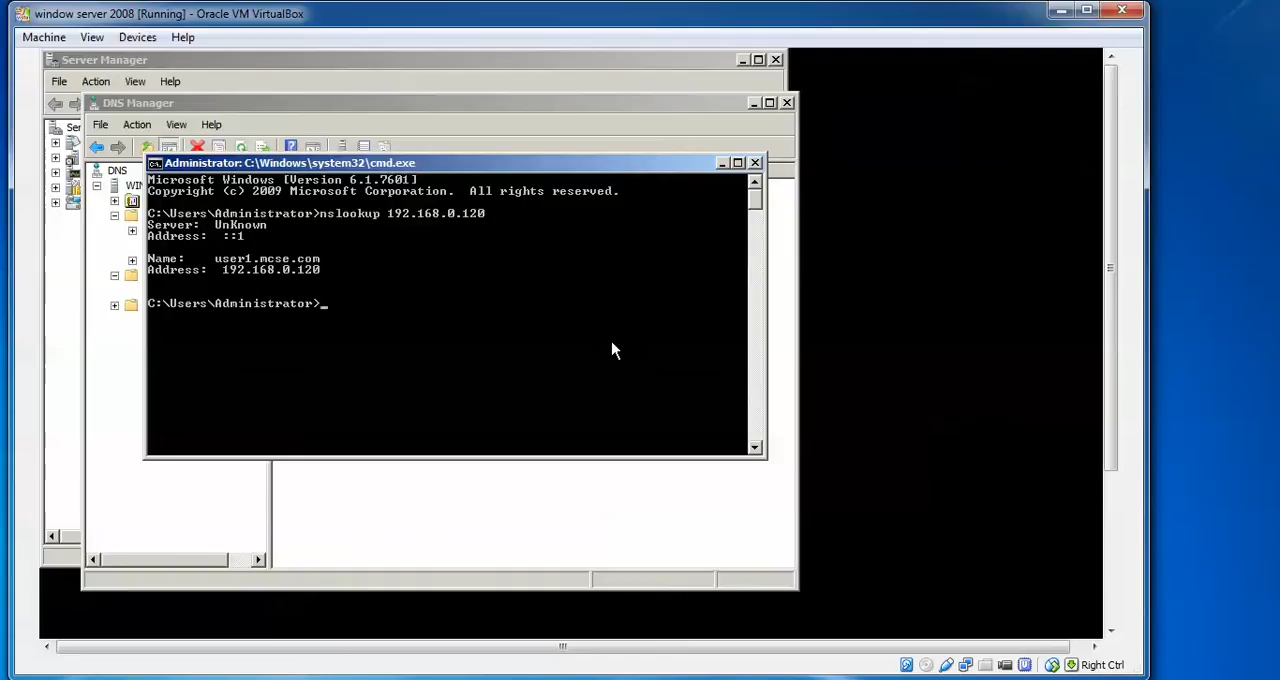 window server 2008 [Running] - Oracle VM VirtualBox
Machine View Devices Help
Server Manager
File Action View Help
DNS Manager
Ser
File Action View Help
DNS
WIN
Administrator: C:\Windows\system32\cmd.exe
Microsoft Windows [Version 6.1.7601]
Copyright (c) 2009 Microsoft Corporation. All rights reserved.
C:\Users\Administrator>nslookup 192.168.0.120
Server: UnKnown
Address: ::1
Name: user1.mcse.com
Address: 192.168.0.120
C:\Users\Administrator>_
Right Ctrl